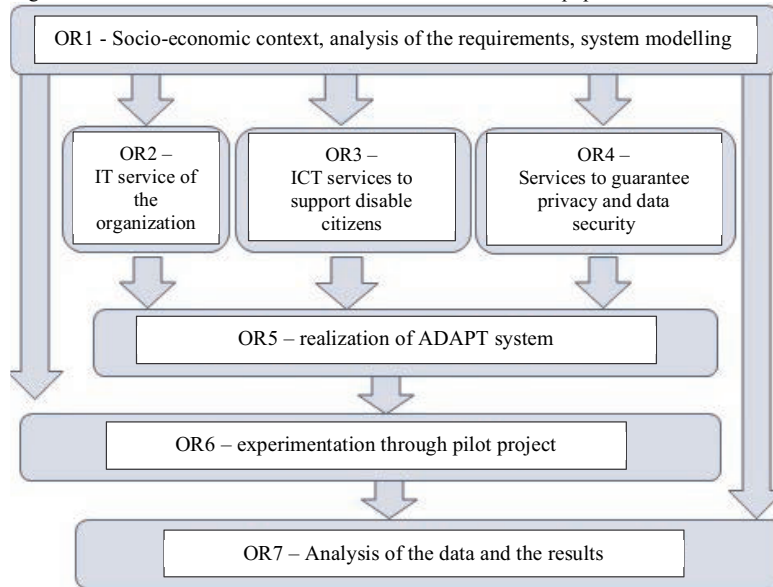 OR1 - Socio-economic context, analysis of the requirements, system modelling
OR2 –
IT service of
the
organization
OR3 –
ICT services to
support disable
citizens
OR4 –
Services to guarantee
privacy and data
security
OR5 – realization of ADAPT system
OR6 – experimentation through pilot project
OR7 – Analysis of the data and the results